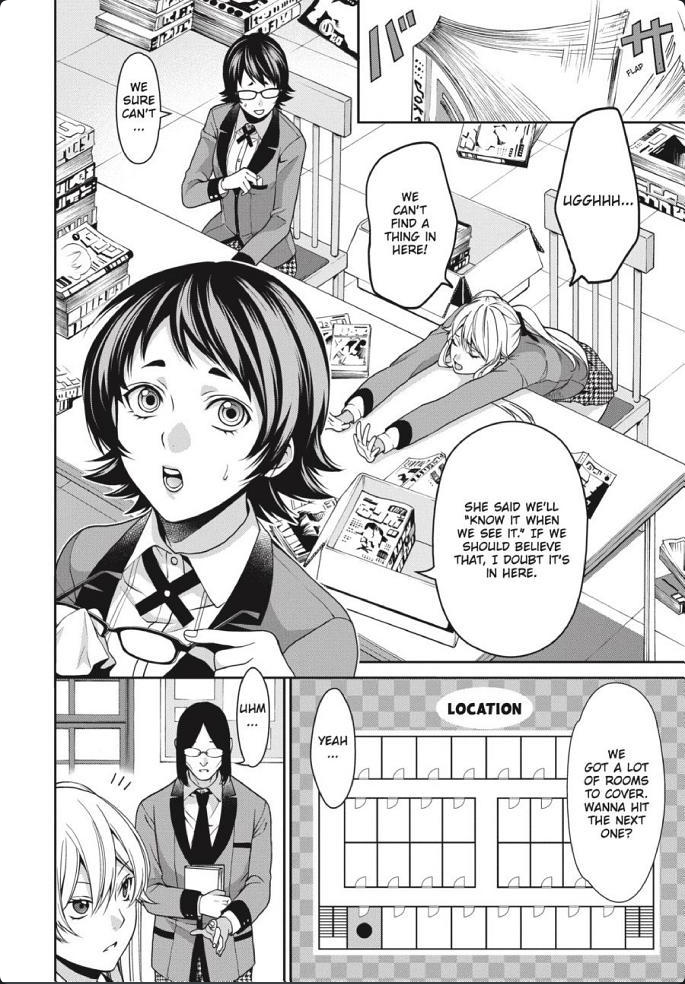 バサ
FLAP
UGGHHH...
WE
CAN'T
FIND A
THING IN
HERE!
WE
SURE
CAN'T
...
SHE SAID WE'LL
"KNOW IT WHEN
WE SEE IT." IF WE
SHOULD BELIEVE
THAT, I DOUBT IT'S
IN HERE.
LOCATION
WE
GOT A LOT
OF ROOMS
TO COVER.
WANNA HIT
THE NEXT
ONE?
YEAH
...
UHM
...